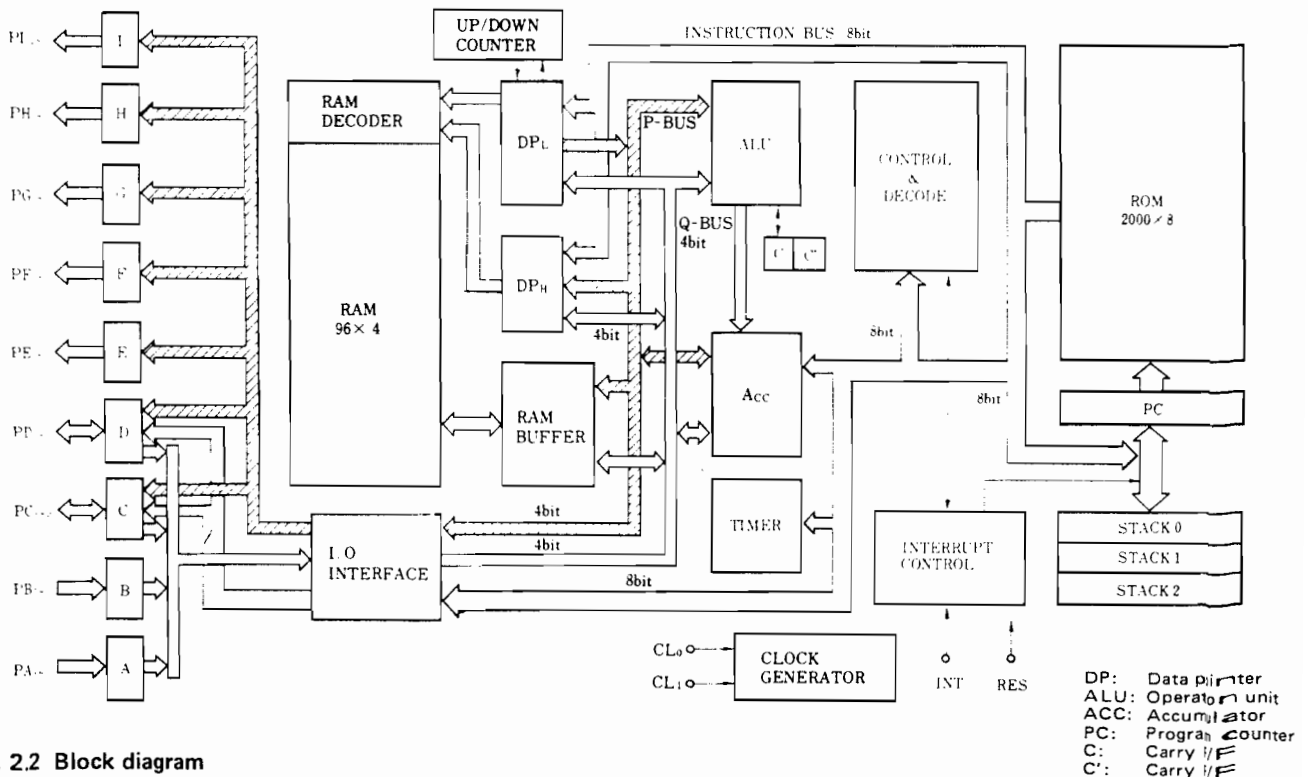 UP/DOWN
COUNTER
INSTRUCTION BUS 8bit
I
PH
H
RAM
DECODER
DPL
P-BUS
ALU
CONTROL
&
DECODE
ROM
2000×8
PG
G
Q-BUS
4bit
C C'
PF
F
DPH
RAM
96×4
4bit
8bit
PE
E
ACC
8bit
PC
RAM
BUFFER
PD
D
PC
C
4bit
4bit
TIMER
STACK 0
I.O
INTERFACE
INTERRUPT
CONTROL
STACK 1
PB
B
8bit
STACK 2
PA
A
CL0
CL1
CLOCK
GENERATOR
INT
RES
DP: Data
ALU: Operator unit
ACC: Accumulator
PC: Program counter
C: Carry F/F
C': Carry F/F
2.2 Block diagram